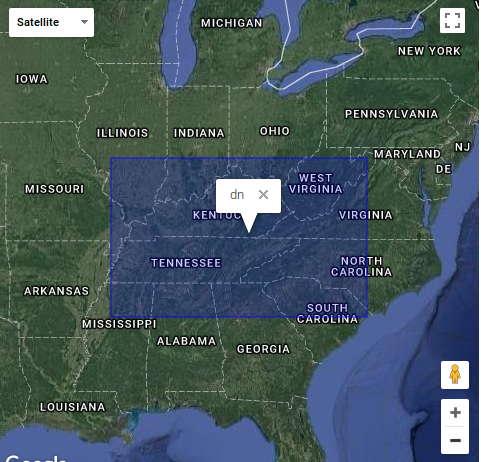 Satellite
MICHIGAN
NEW YORK
IOWA
PENNSYLVANIA
ILLINOIS
INDIANA
OHIO
NJ
MARYLAND
DE
MISSOURI
WEST
VIRGINIA
dn
KENTUC
VIRGINIA
TENNESSEE
NORTH
CAROLINA
ARKANSAS
SOUTH
CAROLINA
MISSISSIPPI
ALABAMA
GEORGIA
LOUISIANA
Google